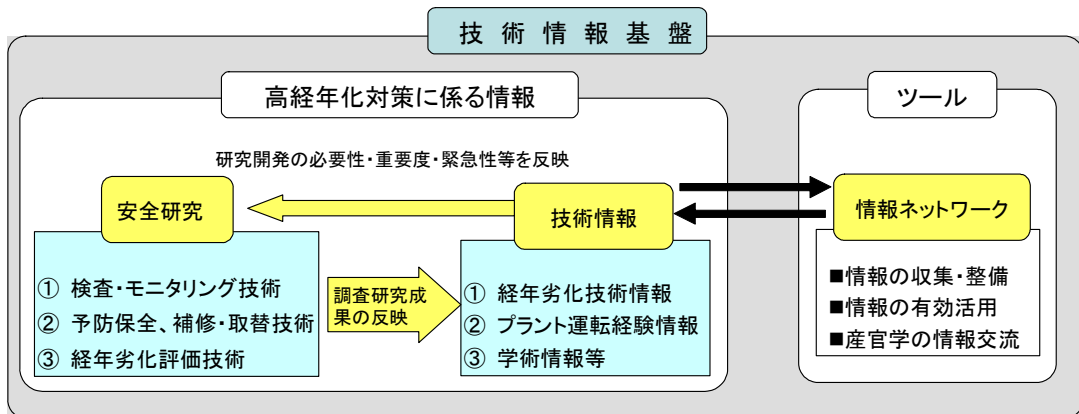 技 術 情 報 基 盤
高経年化対策に係る情報
ツール
研究開発の必要性・重要度・緊急性等を反映
安全研究
技術情報
情報ネットワーク
① 検査・モニタリング技術
② 予防保全、補修・取替技術
③ 経年劣化評価技術
調査研究成
果の反映
① 経年劣化技術情報
② プラント運転経験情報
③ 学術情報等
■情報の収集・整備
■情報の有効活用
■産官学の情報交流